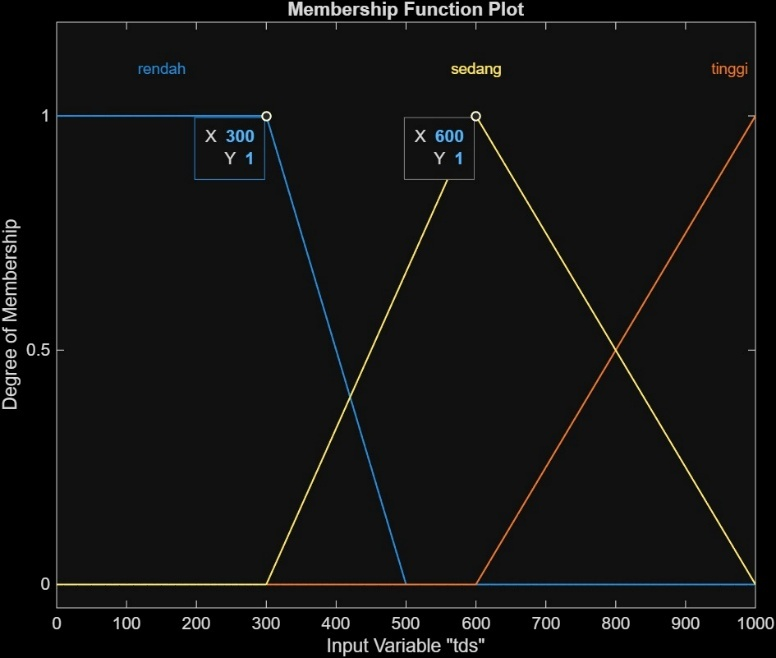 Membership Function Plot
rendah
sedang
tinggi
1
X 300
Y 1
X 600
Y 1
Degree of Membership
0.5
0
0 100 200 300 400 500 600 700 800 900 1000
Input Variable "tds"